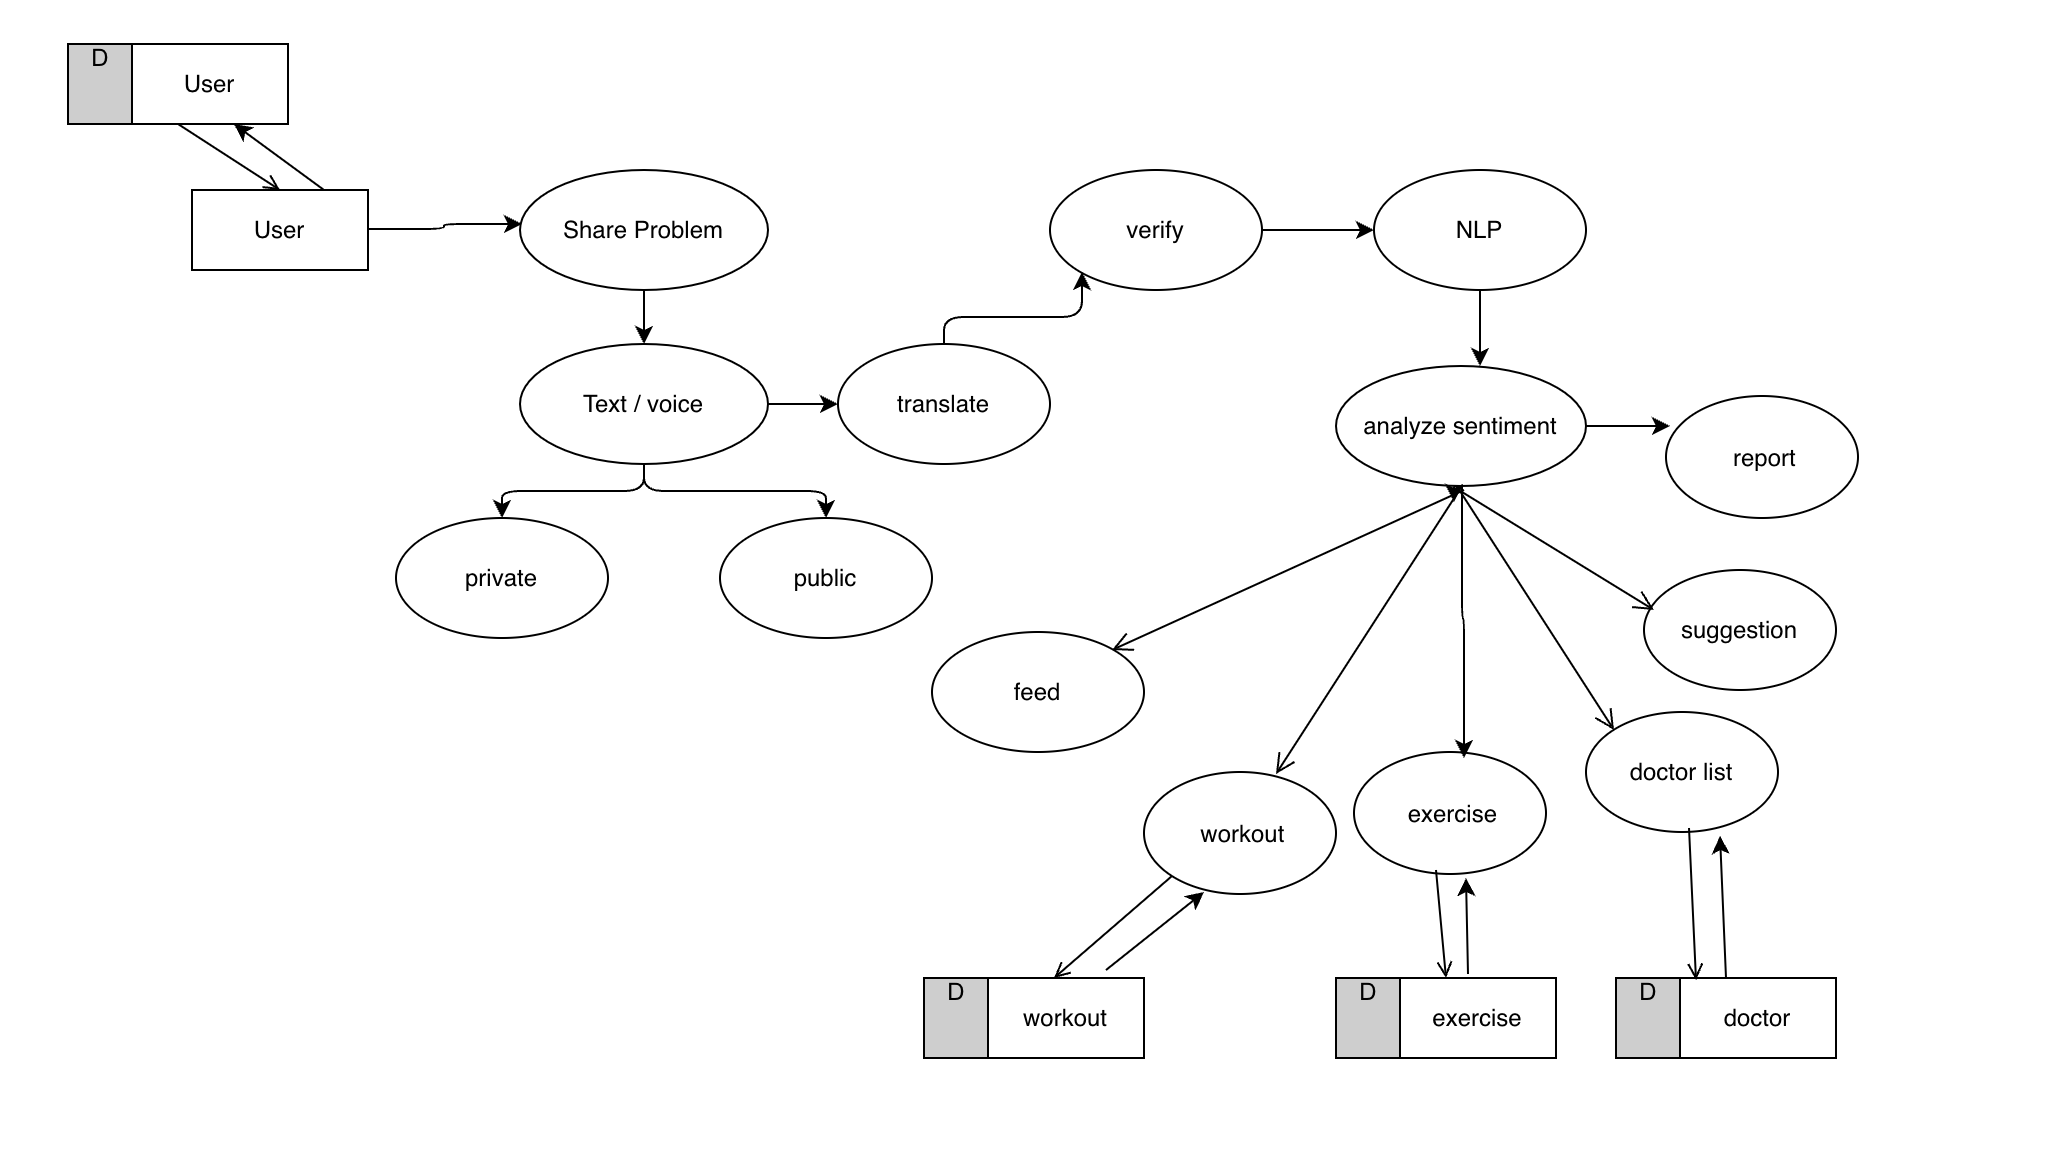 D
User
User
Share Problem
verify
NLP
Text / voice
translate
analyze sentiment
report
private
public
suggestion
feed
doctor list
workout
exercise
D
workout
D
exercise
D
doctor